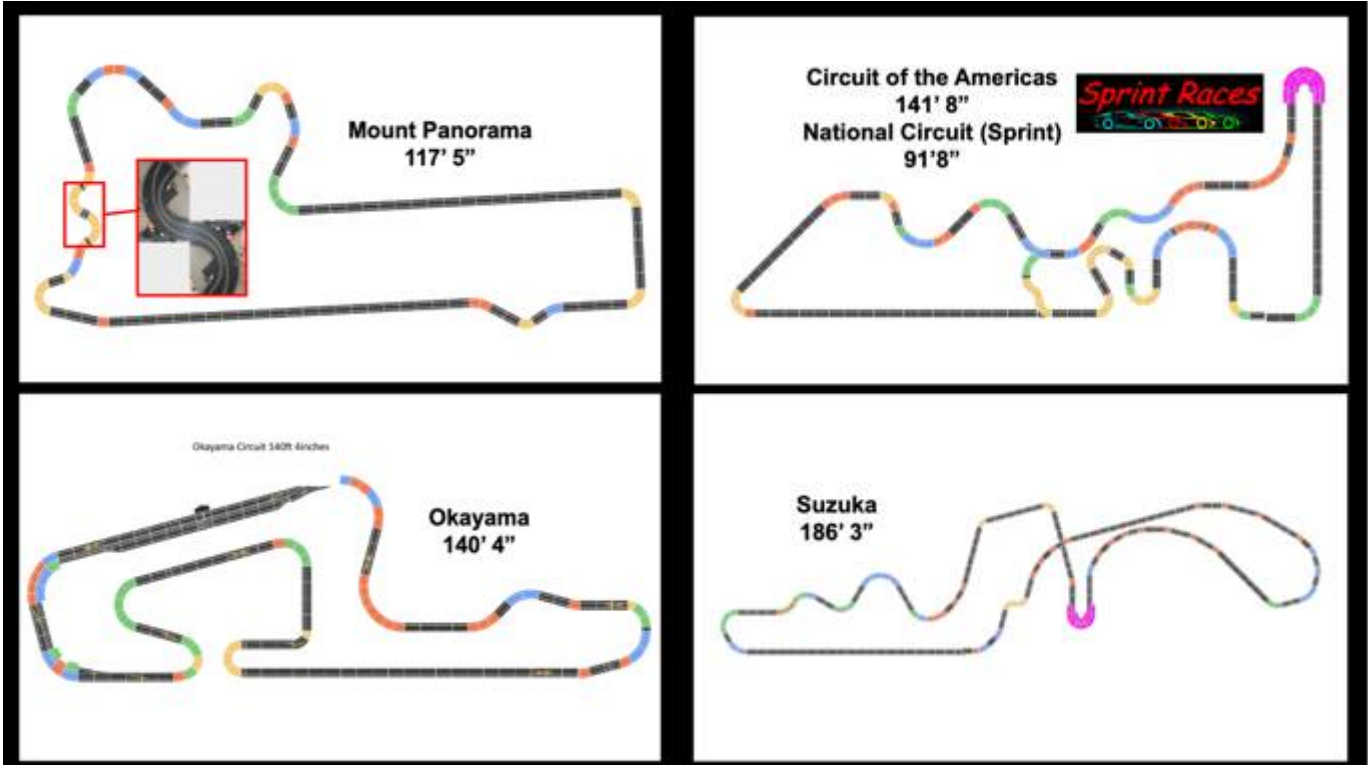 Mount Panorama
117’ 5”
Circuit of the Americas
141’ 8”
National Circuit (Sprint)
91’8”
Sprint Races
Okayama Circuit 140ft 4inches
Okayama
140’ 4”
Suzuka
186’ 3”